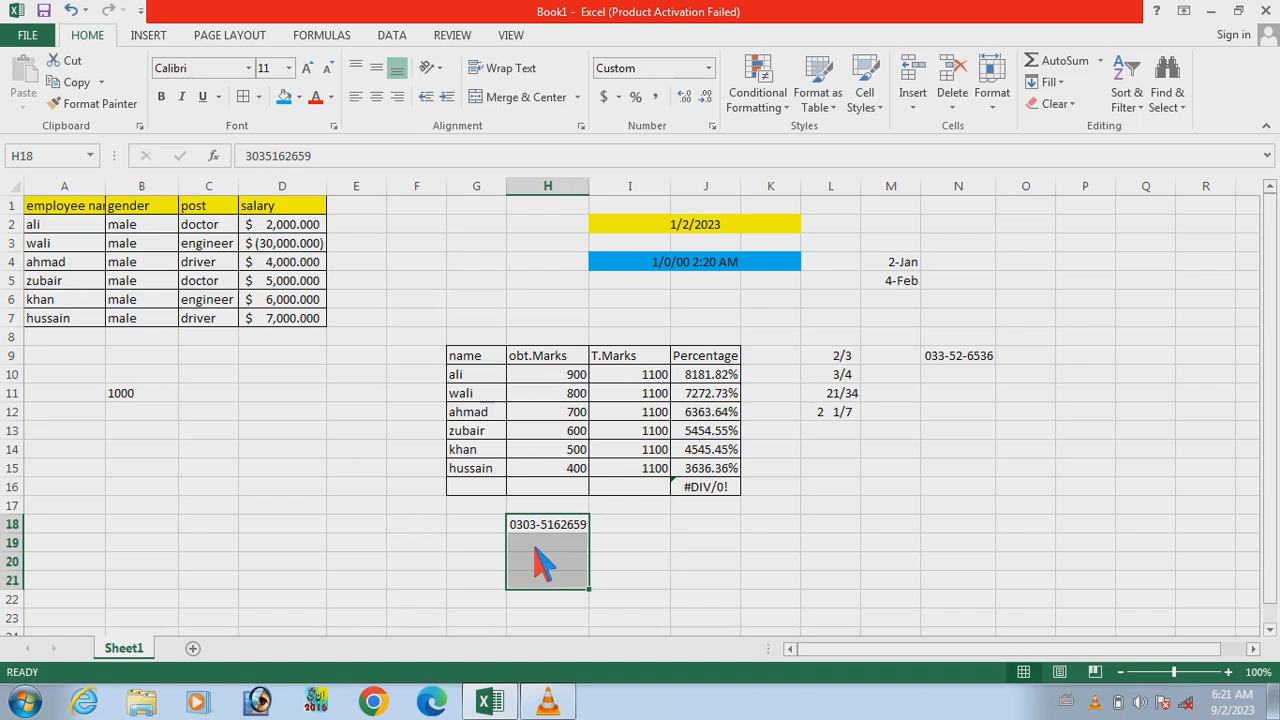 Book1 - Excel (Product Activation Failed)
FILE HOME INSERT PAGE LAYOUT FORMULAS DATA REVIEW VIEW Sign in
Paste Cut Copy Format Painter Clipboard
Calibri 11 B I U A Font
Wrap Text Merge & Center Alignment
Custom $ % , Number
Conditional Formatting Format as Table Cell Styles Styles
Insert Delete Format Cells
AutoSum Fill Clear Sort & Filter Find & Select Editing
H18 fx 3035162659
A B C D E F G H I J K L M N O P Q R
1 employee nar gender post salary
2 ali male doctor $ 2,000.000 1/2/2023
3 wali male engineer $ (30,000.000)
4 ahmad male driver $ 4,000.000 1/0/00 2:20 AM 2-Jan
5 zubair male doctor $ 5,000.000 4-Feb
6 khan male engineer $ 6,000.000
7 hussain male driver $ 7,000.000
8
9 name obt.Marks T.Marks Percentage 2/3 033-52-6536
10 ali 900 1100 8181.82% 3/4
11 1000 wali 800 1100 7272.73% 21/34
12 ahmad 700 1100 6363.64% 2 1/7
13 zubair 600 1100 5454.55%
14 khan 500 1100 4545.45%
15 hussain 400 1100 3636.36%
16 #DIV/0!
17
18 0303-5162659
19
20
21
22
23
Sheet1
READY 100%
6:21 AM
9/2/2023